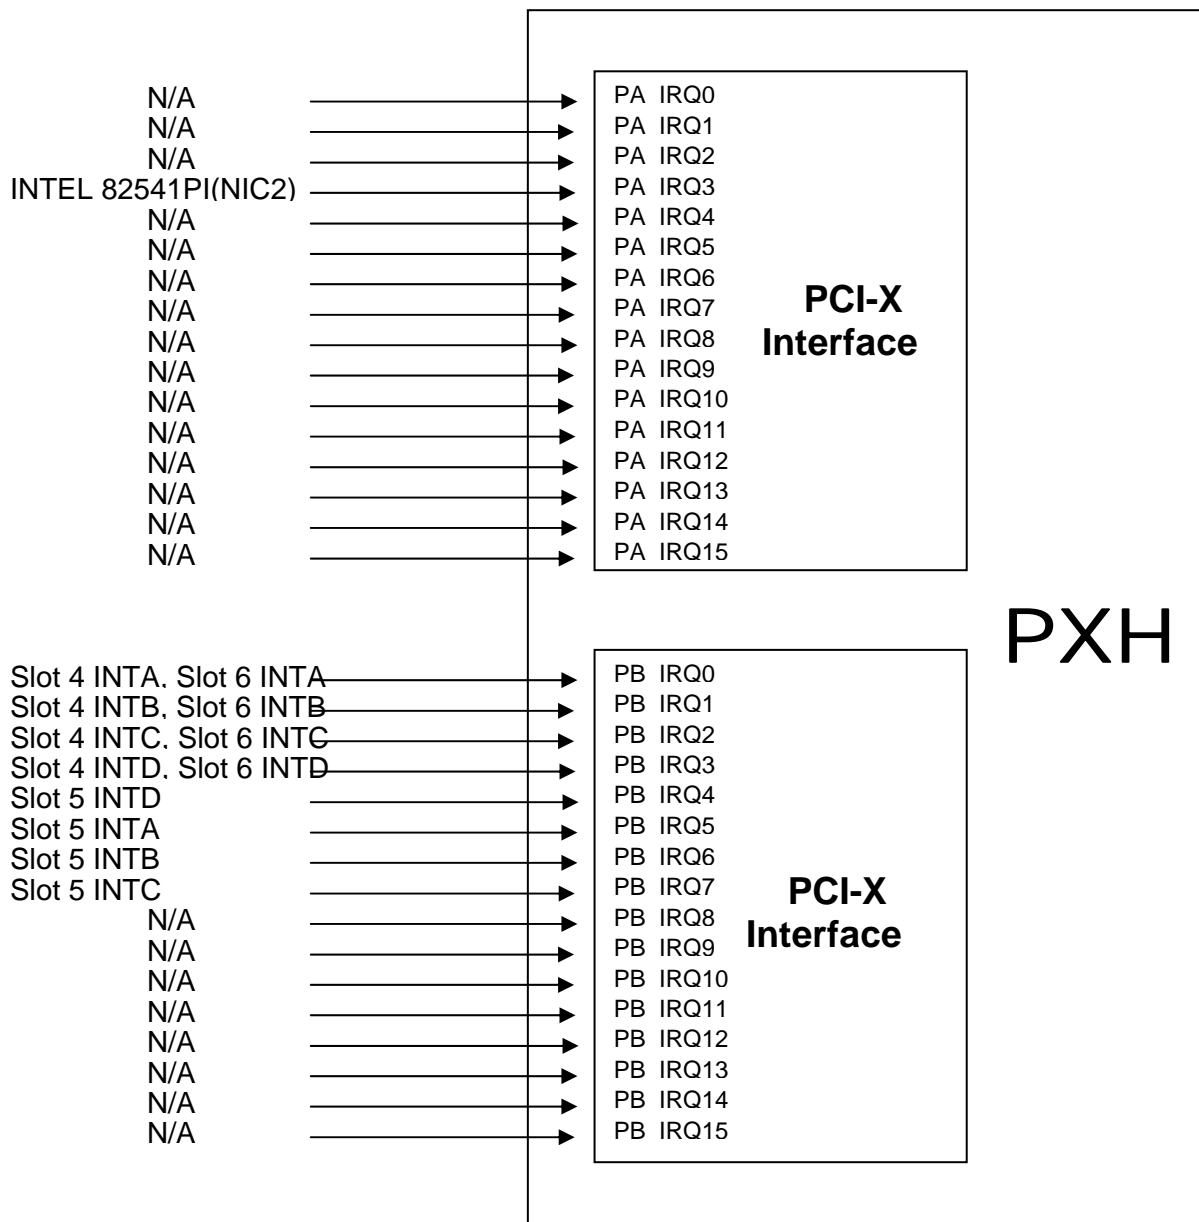 N/A PA IRQ0
N/A PA IRQ1
N/A PA IRQ2
INTEL 82541PI(NIC2) PA IRQ3
N/A PA IRQ4
N/A PA IRQ5
N/A PA IRQ6
N/A PA IRQ7
N/A PA IRQ8
N/A PA IRQ9
N/A PA IRQ10
N/A PA IRQ11
N/A PA IRQ12
N/A PA IRQ13
N/A PA IRQ14
N/A PA IRQ15
PCI-X
Interface
PXH
Slot 4 INTA, Slot 6 INTA PB IRQ0
Slot 4 INTB, Slot 6 INTB PB IRQ1
Slot 4 INTC, Slot 6 INTC PB IRQ2
Slot 4 INTD, Slot 6 INTD PB IRQ3
Slot 5 INTD PB IRQ4
Slot 5 INTA PB IRQ5
Slot 5 INTB PB IRQ6
Slot 5 INTC PB IRQ7
N/A PB IRQ8
N/A PB IRQ9
N/A PB IRQ10
N/A PB IRQ11
N/A PB IRQ12
N/A PB IRQ13
N/A PB IRQ14
N/A PB IRQ15
PCI-X
Interface